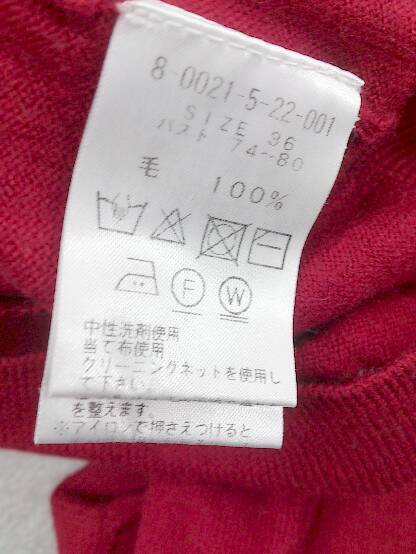 8-0021-5-22-001
SIZE 36
バスト 74--80
毛 100%
F W
中性洗剤使用
当て布使用
クリーニングネットを使用し
て下さい。
を整えます。
※アイロンで押さえつけると